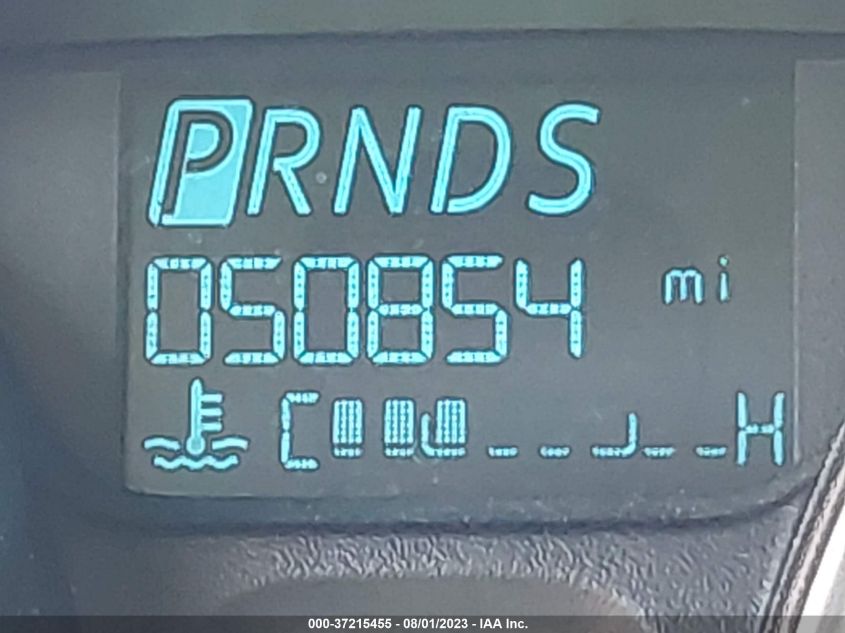 PRNDS
050854 mi
C H
000-37215455 - 08/01/2023 - IAA Inc.